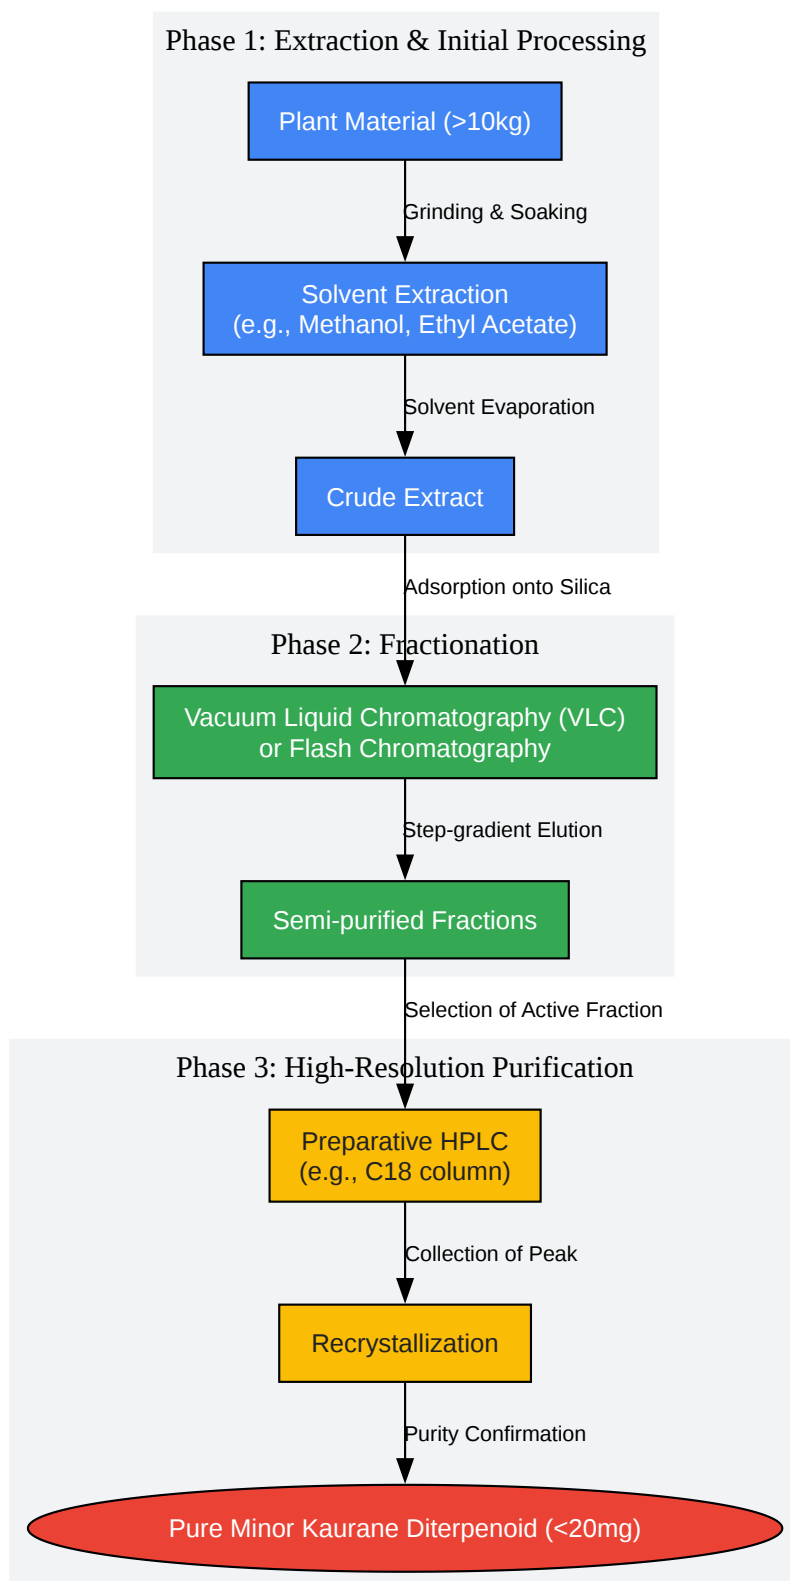 Phase 1: Extraction & Initial Processing
Plant Material (>10kg)
Grinding & Soaking
Solvent Extraction
(e.g., Methanol, Ethyl Acetate)
Solvent Evaporation
Crude Extract
Adsorption onto Silica
Phase 2: Fractionation
Vacuum Liquid Chromatography (VLC)
or Flash Chromatography
Step-gradient Elution
Semi-purified Fractions
Selection of Active Fraction
Phase 3: High-Resolution Purification
Preparative HPLC
(e.g., C18 column)
Collection of Peak
Recrystallization
Purity Confirmation
Pure Minor Kaurane Diterpenoid (<20mg)